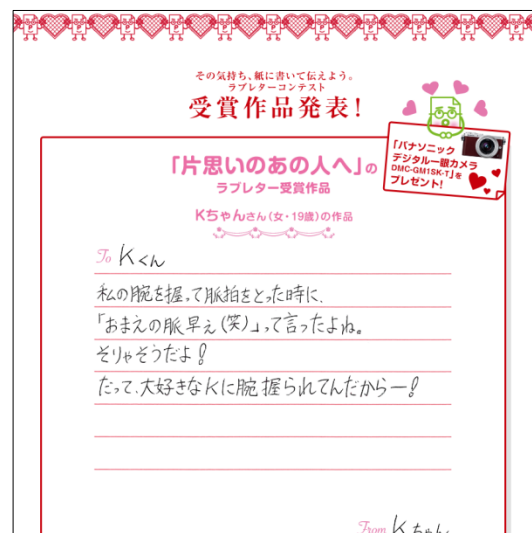 その気持ち、紙に書いて伝えよう。
ラブレターコンテスト
受賞作品発表!
「パナソニック
デジタル一眼カメラ
DMC-GM1SK-T」を
プレゼント!
「片思いのあの人へ」の
ラブレター受賞作品
Kちゃんさん(女・19歳)の作品
To Kくん
私の腕を握って脈拍をとった時に、
「おまえの脈早え(笑)」って言ったよね。
そりゃそうだよ!
だって、大好きなKに腕握られてんだからー!
From Kちゃん